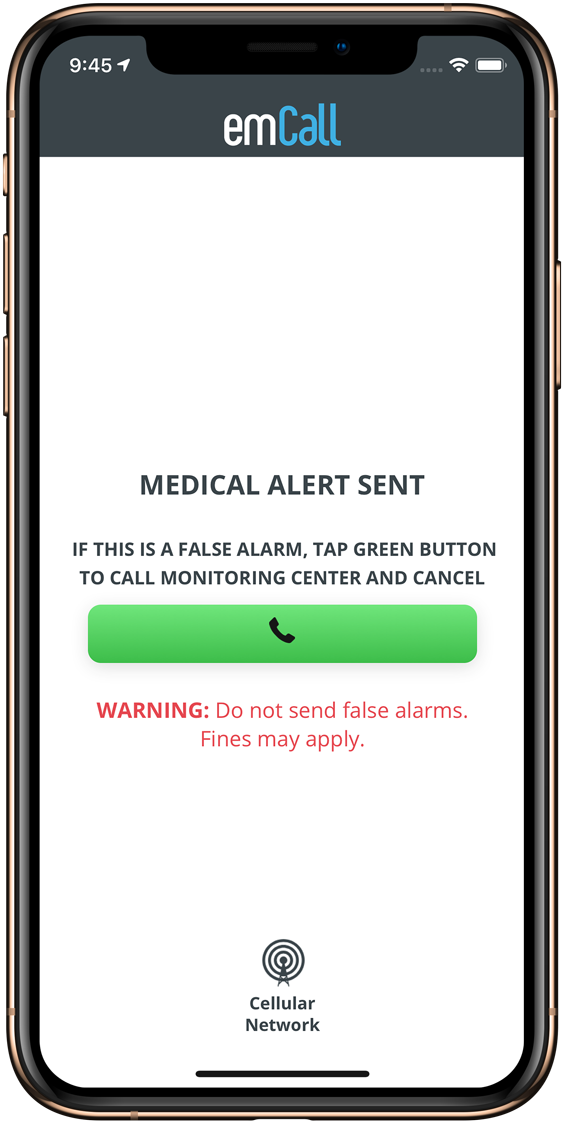 9:45
emCall
MEDICAL ALERT SENT
IF THIS IS A FALSE ALARM, TAP GREEN BUTTON
TO CALL MONITORING CENTER AND CANCEL
WARNING: Do not send false alarms.
Fines may apply.
Cellular
Network